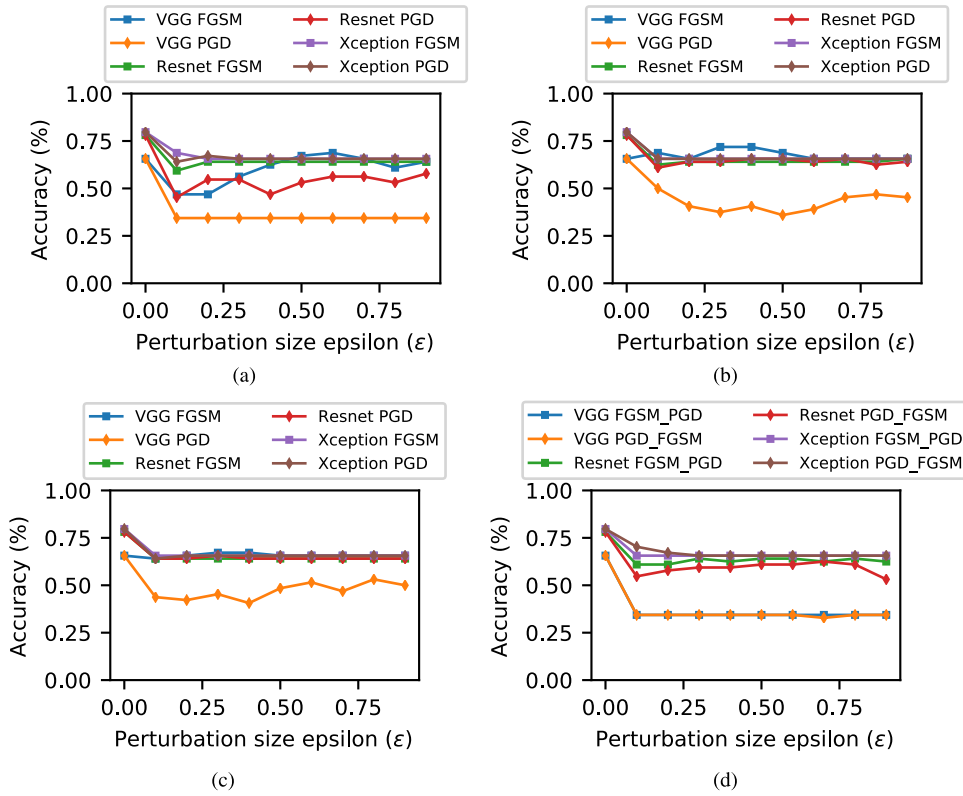 VGG FGSM
VGG PGD
Resnet FGSM
Resnet PGD
Xception FGSM
Xception PGD
1.00
0.75
0.50
0.25
0.00
Accuracy (%)
0.00 0.25 0.50 0.75
Perturbation size epsilon (ε)
(a)
VGG FGSM
VGG PGD
Resnet FGSM
Resnet PGD
Xception FGSM
Xception PGD
1.00
0.75
0.50
0.25
0.00
Accuracy (%)
0.00 0.25 0.50 0.75
Perturbation size epsilon (ε)
(b)
VGG FGSM
VGG PGD
Resnet FGSM
Resnet PGD
Xception FGSM
Xception PGD
1.00
0.75
0.50
0.25
0.00
Accuracy (%)
0.00 0.25 0.50 0.75
Perturbation size epsilon (ε)
(c)
VGG FGSM_PGD
VGG PGD_FGSM
Resnet FGSM_PGD
Resnet PGD_FGSM
Xception FGSM_PGD
Xception PGD_FGSM
1.00
0.75
0.50
0.25
0.00
Accuracy (%)
0.00 0.25 0.50 0.75
Perturbation size epsilon (ε)
(d)